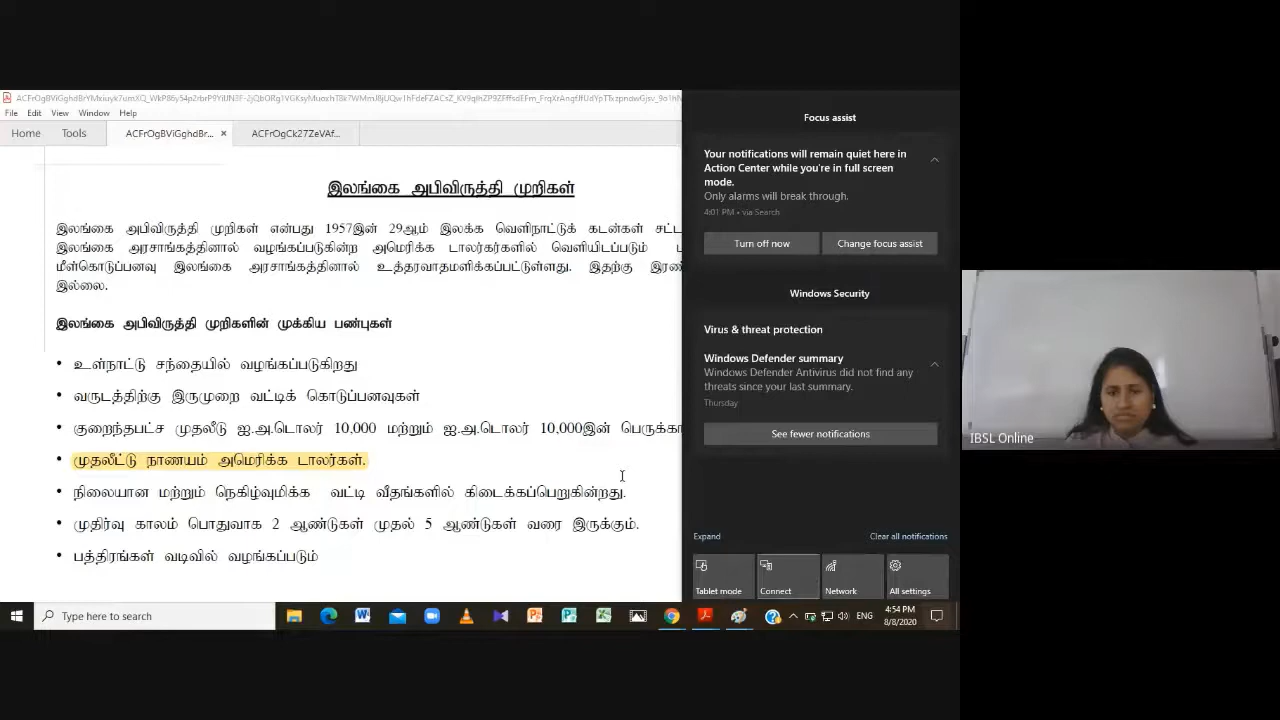 File Edit View Window Help
Home Tools ACFrOgBViGghdBr... × ACFrOgCk27ZeVAf...
இலங்கை அபிவிருத்தி முறிகள்
இலங்கை அபிவிருத்தி முறிகள் என்பது 1957இன் 29ஆம் இலக்க வெளிநாட்டுக் கடன்கள்
இலங்கை அரசாங்கத்தினால் வழங்கப்படுகின்ற அமெரிக்க டாலர்கர்களில் வெளியிடப்படும்
மீள்கொடுப்பனவு இலங்கை அரசாங்கத்தினால் உத்தரவாதமளிக்கப்பட்டுள்ளது. இதற்கு
இல்லை.
இலங்கை அபிவிருத்தி முறிகளின் முக்கிய பண்புகள்
• உள்நாட்டு சந்தையில் வழங்கப்படுகிறது
• வருடத்திற்கு இருமுறை வட்டிக் கொடுப்பனவுகள்
• குறைந்தபட்ச முதலீடு ஐ.அ.டொலர் 10,000 மற்றும் ஐ.அ.டொலர் 10,000இன்
• முதலீட்டு நாணயம் அமெரிக்க டாலர்கள்.
• நிலையான மற்றும் நெகிழ்வுமிக்க வட்டி வீதங்களில் கிடைக்கப்பெறுகின்றது.
• முதிர்வு காலம் பொதுவாக 2 ஆண்டுகள் முதல் 5 ஆண்டுகள் வரை இருக்கும்.
• பத்திரங்கள் வடிவில் வழங்கப்படும்
Focus assist
Your notifications will remain quiet here in
Action Center while you're in full screen
mode.
Only alarms will break through.
4:01 PM • via Search
Turn off now Change focus assist
Windows Security
Virus & threat protection
Windows Defender summary
Windows Defender Antivirus did not find any
threats since your last summary.
Thursday
See fewer notifications
Expand Clear all notifications
Tablet mode Connect Network All settings
Type here to search
ENG
4:54 PM
8/8/2020
IBSL Online